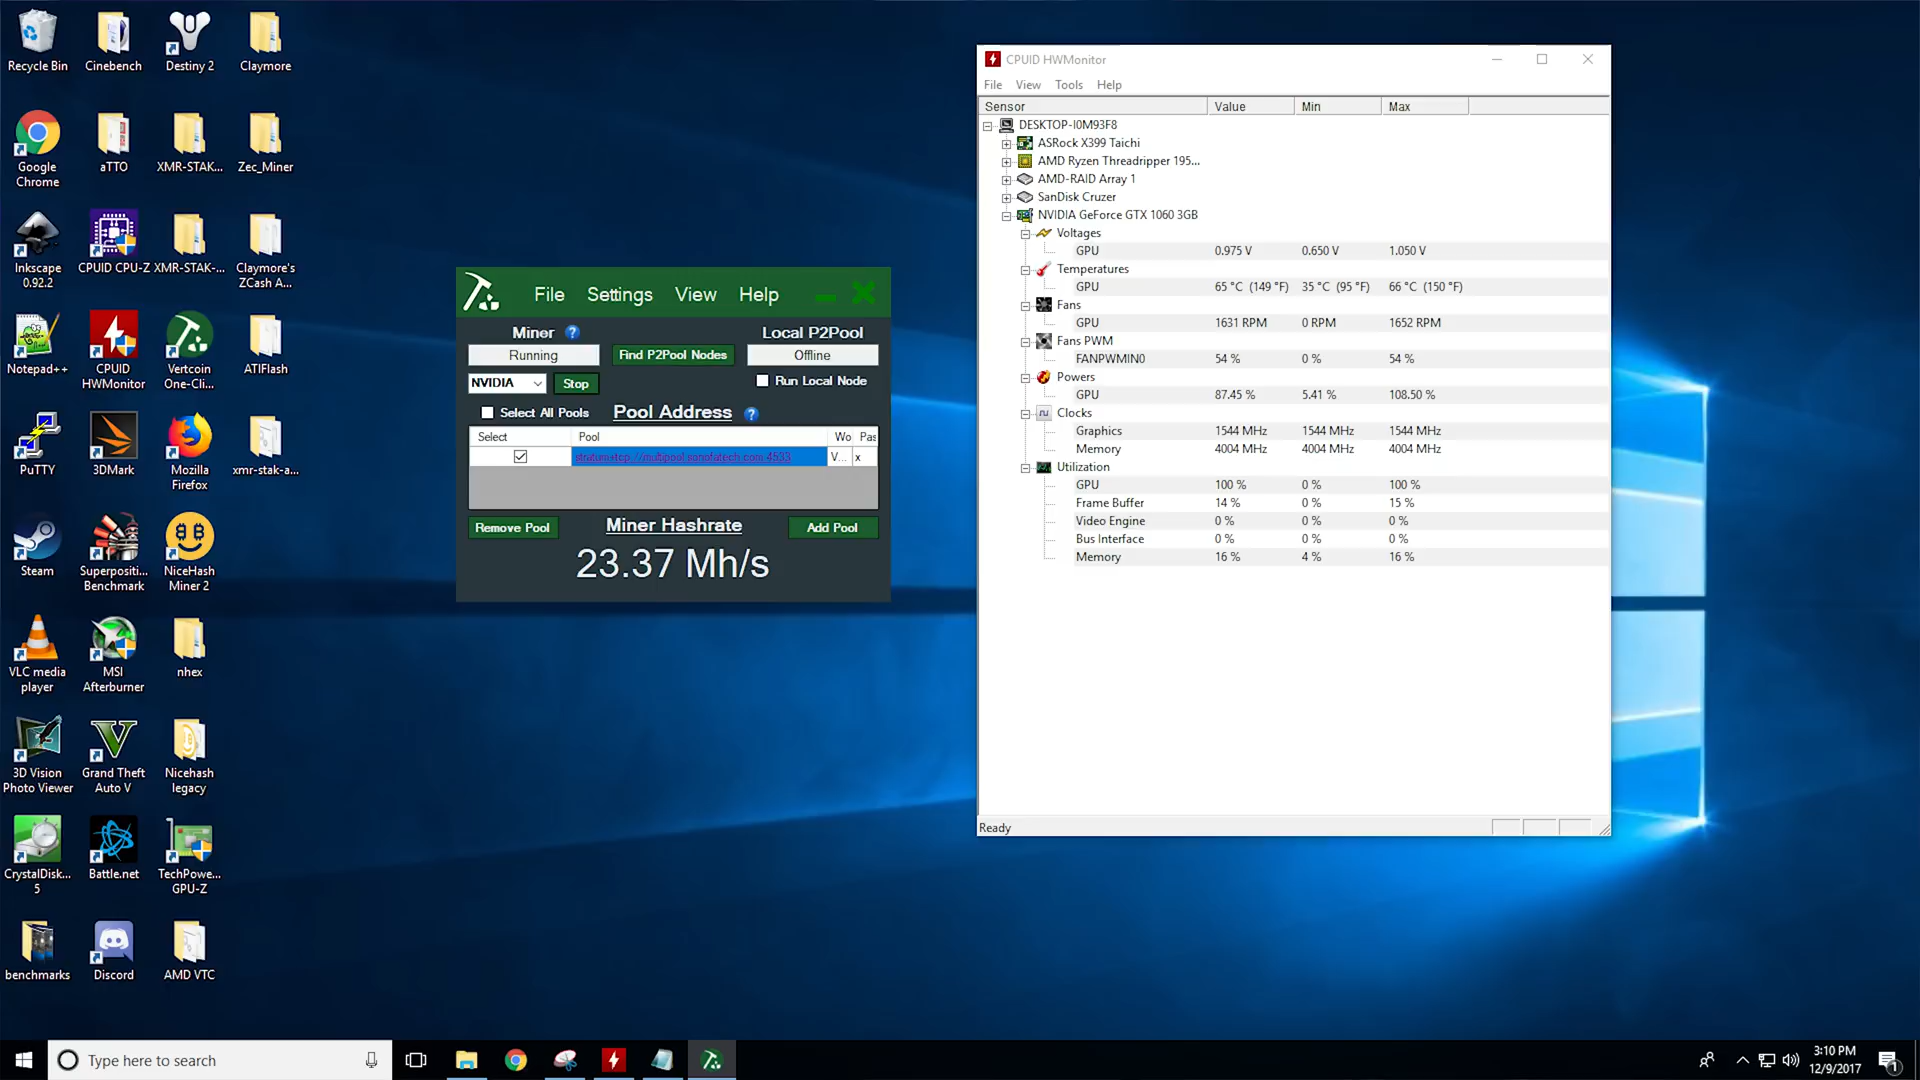 Recycle Bin
Cinebench
Destiny 2
Claymore
Google Chrome
aTTO
XMR-STAK...
Zec_Miner
Inkscape 0.92.2
CPUID CPU-Z
XMR-STAK-...
Claymore's ZCash A...
Notepad++
CPUID HWMonitor
Vertcoin One-Cli...
ATIFlash
PuTTY
3DMark
Mozilla Firefox
xmr-stak-a...
Steam
Superpositi... Benchmark
NiceHash Miner 2
VLC media player
MSI Afterburner
nhex
3D Vision Photo Viewer
Grand Theft Auto V
Nicehash legacy
CrystalDisk... 5
Battle.net
TechPowe... GPU-Z
benchmarks
Discord
AMD VTC
File Settings View Help
Miner ? Local P2Pool
Running Find P2Pool Nodes Offline
NVIDIA Stop Run Local Node
Select All Pools Pool Address ?
Select Pool Wo Pas
V... x
Remove Pool Miner Hashrate Add Pool
23.37 Mh/s
CPUID HWMonitor
File View Tools Help
Sensor Value Min Max
DESKTOP-I0M93F8
ASRock X399 Taichi
AMD Ryzen Threadripper 195...
AMD-RAID Array 1
SanDisk Cruzer
NVIDIA GeForce GTX 1060 3GB
Voltages
GPU 0.975 V 0.650 V 1.050 V
Temperatures
GPU 65 °C (149 °F) 35 °C (95 °F) 66 °C (150 °F)
Fans
GPU 1631 RPM 0 RPM 1652 RPM
Fans PWM
FANPWMIN0 54 % 0 % 54 %
Powers
GPU 87.45 % 5.41 % 108.50 %
Clocks
Graphics 1544 MHz 1544 MHz 1544 MHz
Memory 4004 MHz 4004 MHz 4004 MHz
Utilization
GPU 100 % 0 % 100 %
Frame Buffer 14 % 0 % 15 %
Video Engine 0 % 0 % 0 %
Bus Interface 0 % 0 % 0 %
Memory 16 % 4 % 16 %
Ready
Type here to search
3:10 PM
12/9/2017
1